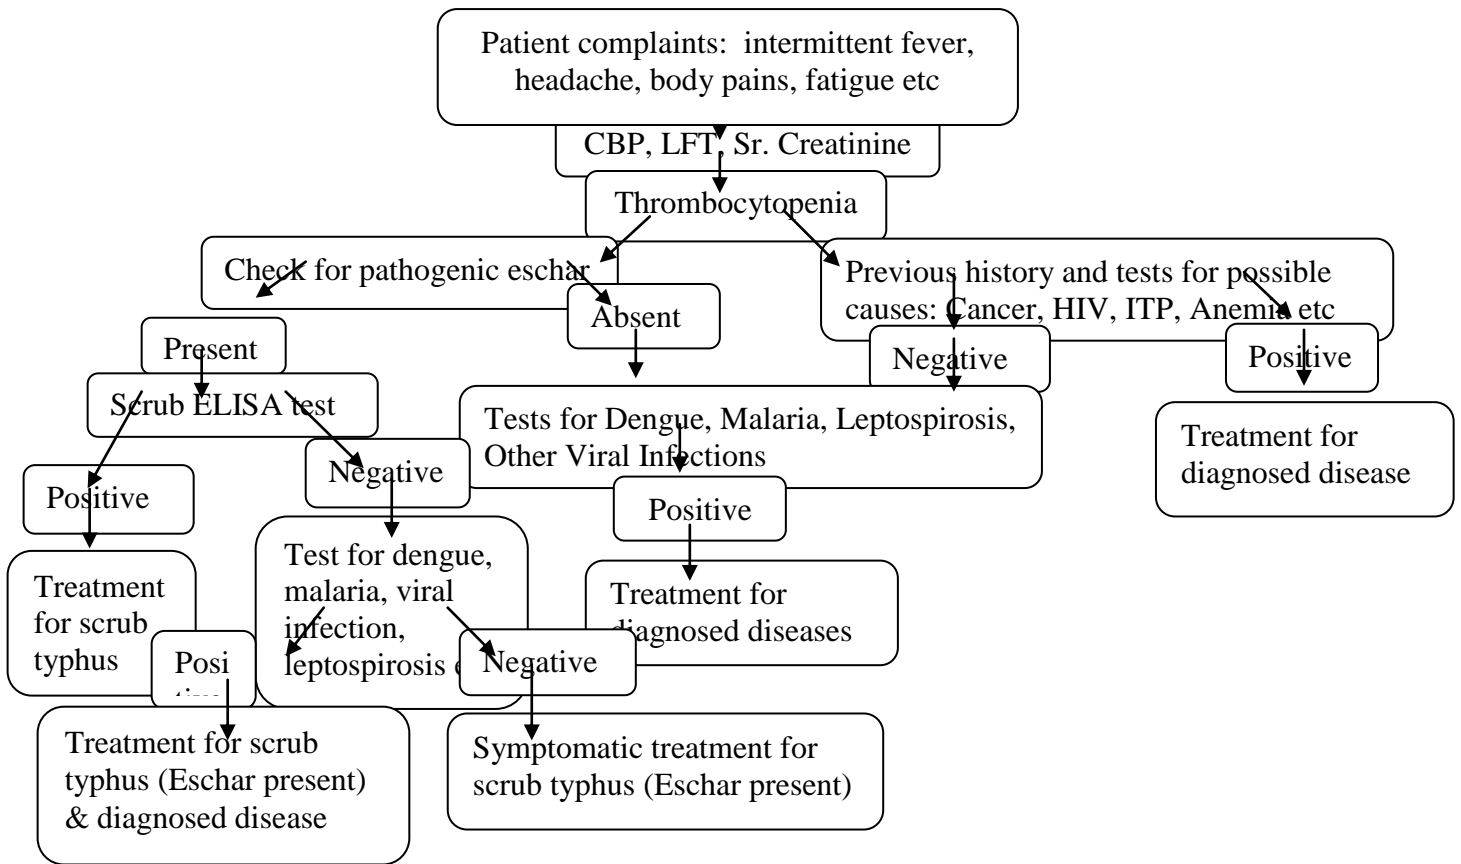 Patient complaints: intermittent fever,
headache, body pains, fatigue etc
CBP, LFT, Sr. Creatinine
Thrombocytopenia
Check for pathogenic eschar
Previous history and tests for possible
causes: Cancer, HIV, ITP, Anemia etc
Absent
Present
Negative
Positive
Scrub ELISA test
Tests for Dengue, Malaria, Leptospirosis,
Other Viral Infections
Treatment for
diagnosed disease
Positive
Negative
Positive
Treatment
for scrub
typhus
Test for dengue,
malaria, viral
infection,
leptospirosis
Treatment for
diagnosed diseases
Posi
tive
Negative
Treatment for scrub
typhus (Eschar present)
& diagnosed disease
Symptomatic treatment for
scrub typhus (Eschar present)